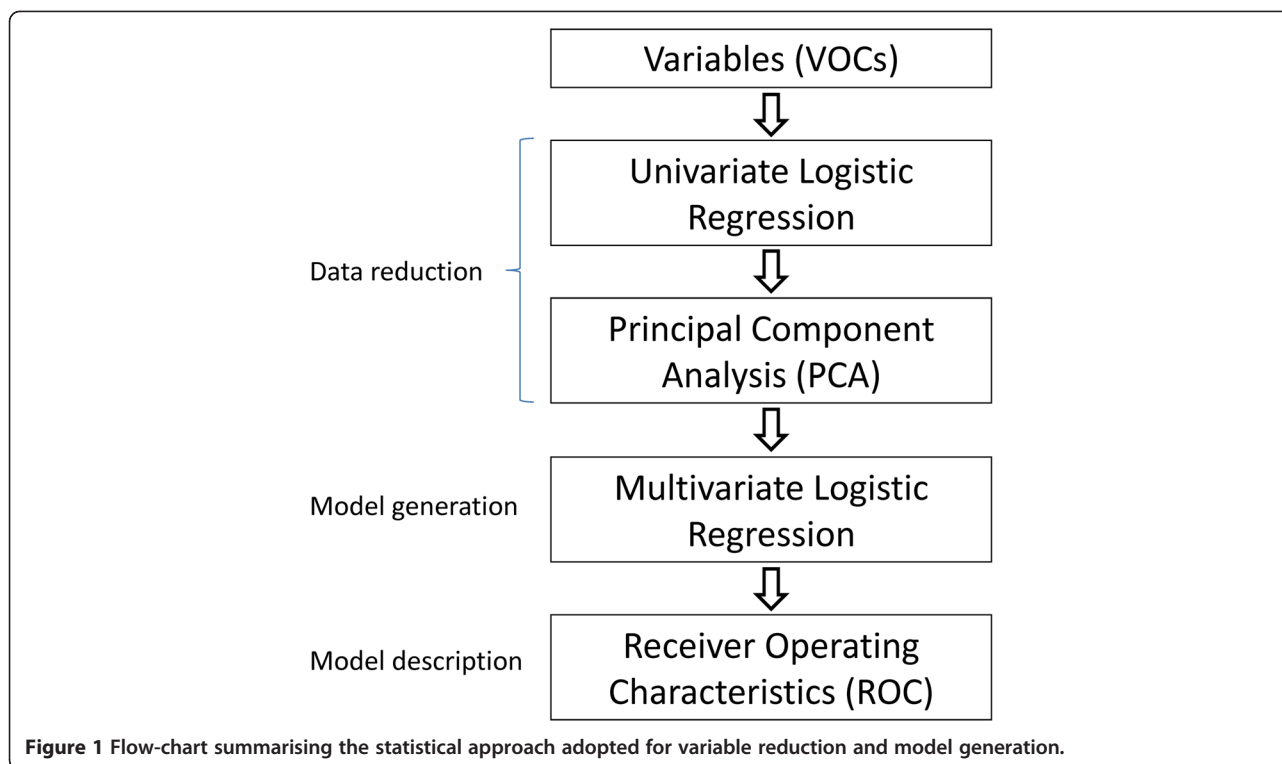 Variables (VOCs)
Univariate Logistic
Regression
Data reduction
Principal Component
Analysis (PCA)
Model generation
Multivariate Logistic
Regression
Model description
Receiver Operating
Characteristics (ROC)
Figure 1 Flow-chart summarising the statistical approach adopted for variable reduction and model generation.